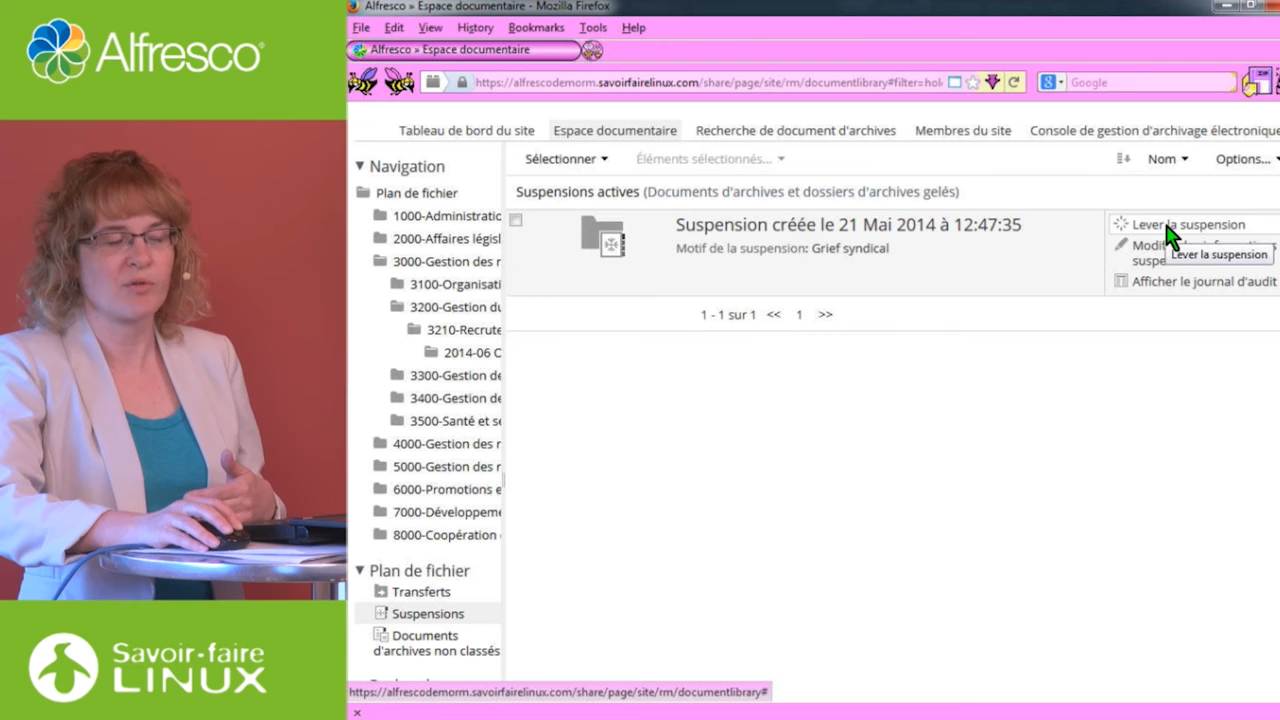 Alfresco
Savoir-faire
LINUX
Alfresco » Espace documentaire - Mozilla Firefox
File Edit View History Bookmarks Tools Help
Alfresco » Espace documentaire
https://alfrescodemorm.savoirfairelinux.com/share/page/site/rm/documentlibrary#filter=hol
Google
Tableau de bord du site Espace documentaire Recherche de document d'archives Membres du site Console de gestion d'archivage électronique
Navigation
Plan de fichier
1000-Administratio
2000-Affaires législ
3000-Gestion des r
3100-Organisati
3200-Gestion du
3210-Recrute
2014-06 C
3300-Gestion de
3400-Gestion de
3500-Santé et se
4000-Gestion des r
5000-Gestion des r
6000-Promotions e
7000-Développeme
8000-Coopération
Plan de fichier
Transferts
Suspensions
Documents
d'archives non classés
Sélectionner Éléments sélectionnés... Nom Options...
Suspensions actives (Documents d'archives et dossiers d'archives gelés)
Suspension créée le 21 Mai 2014 à 12:47:35
Motif de la suspension: Grief syndical
Lever la suspension
Lever la suspension
Afficher le journal d'audit
1 - 1 sur 1 << 1 >>
https://alfrescodemorm.savoirfairelinux.com/share/page/site/rm/documentlibrary#